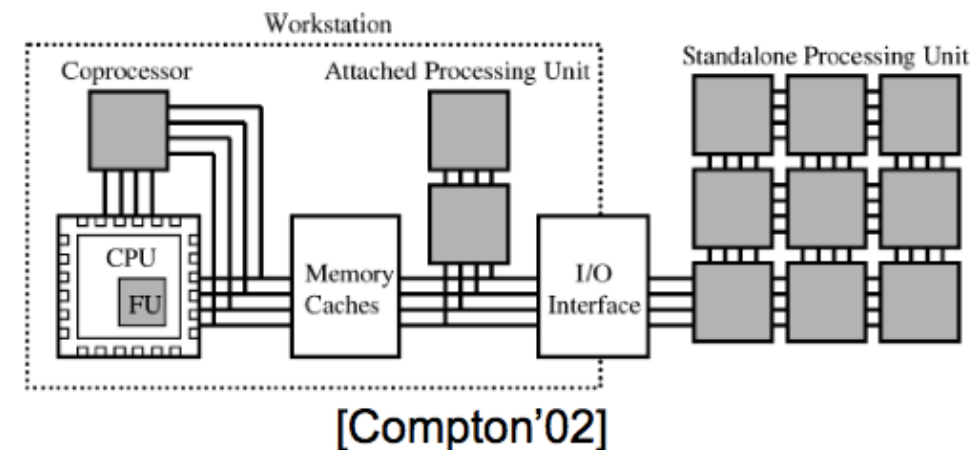 Workstation
Coprocessor
Attached Processing Unit
Standalone Processing Unit
CPU
FU
Memory
Caches
I/O
Interface
[Compton'02]